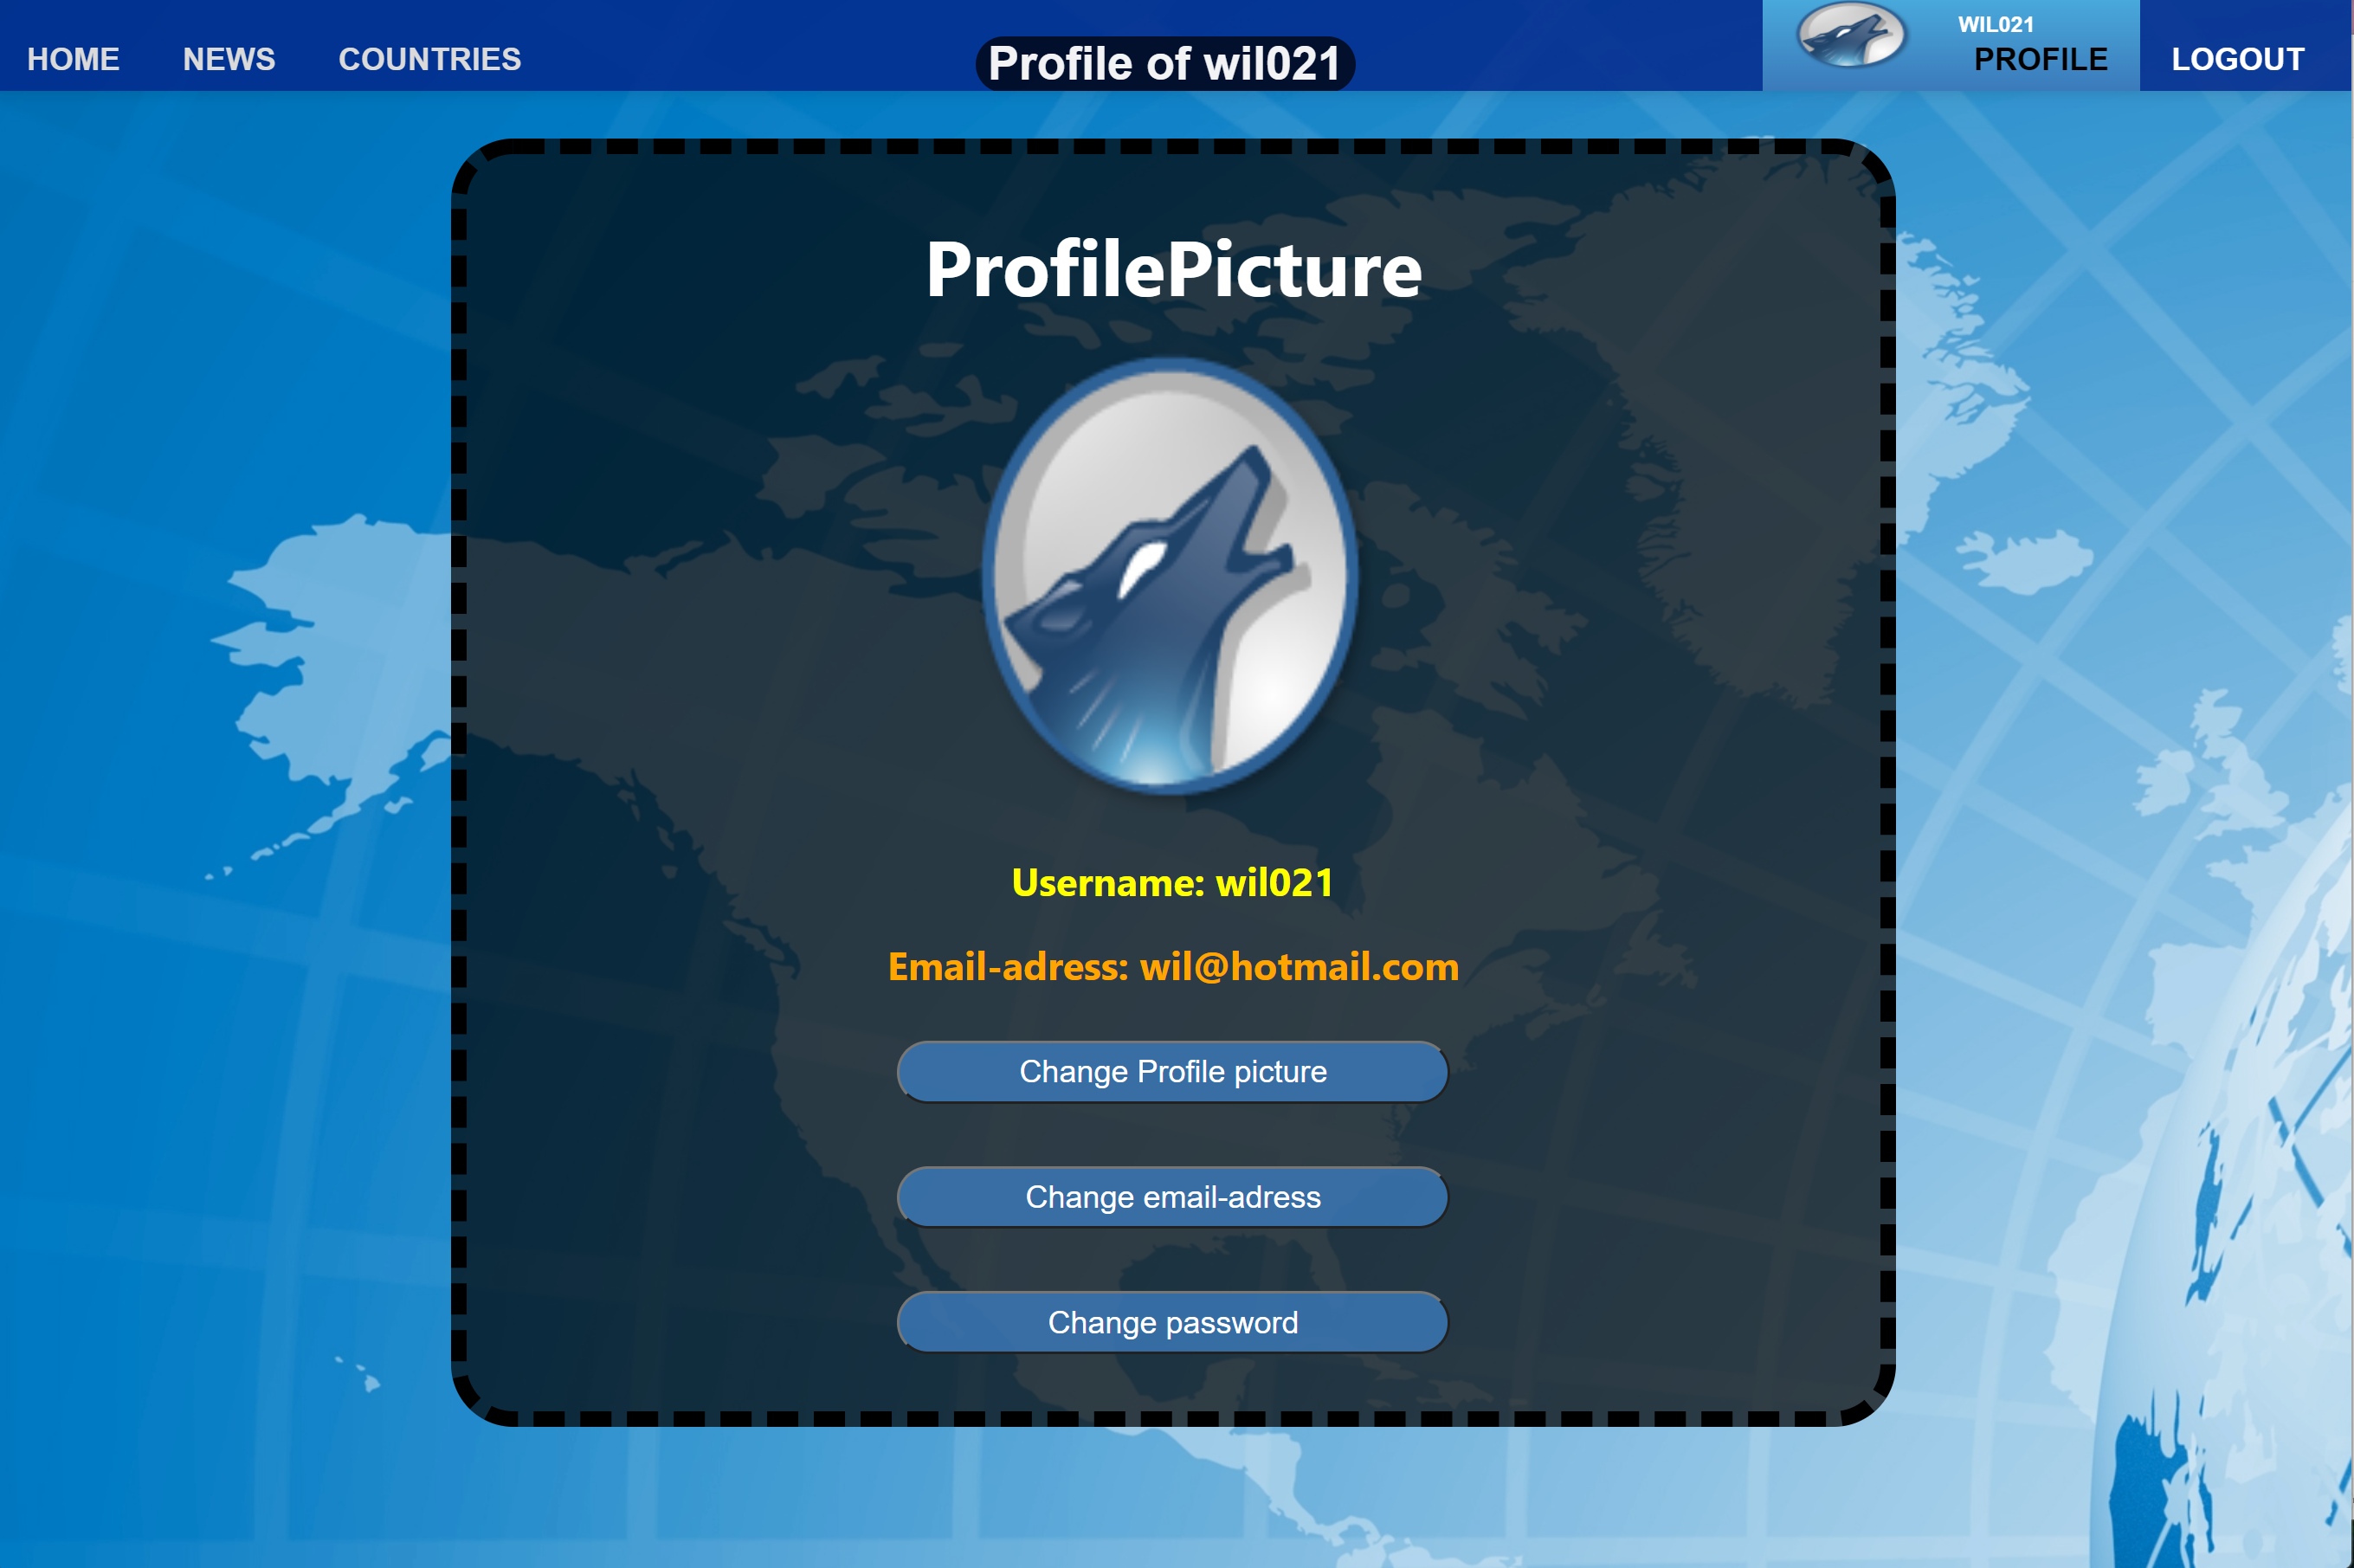 HOME NEWS COUNTRIES Profile of wil021 WIL021 PROFILE LOGOUT
ProfilePicture
Username: wil021
Email-adress: wil@hotmail.com
Change Profile picture
Change email-adress
Change password